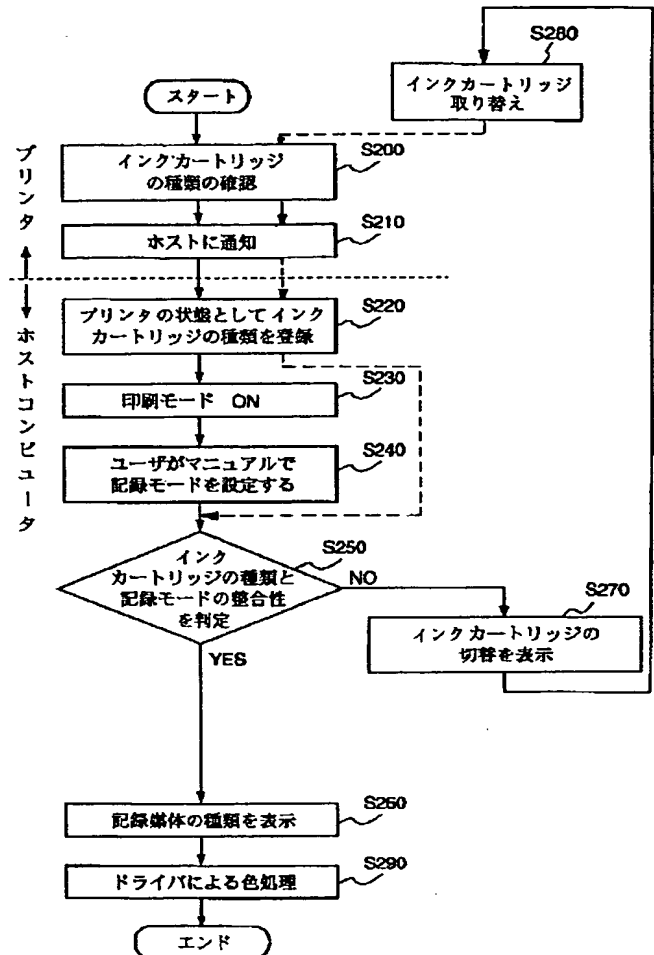 S280
インクカートリッジ
取り替え
スタート
プリンタ
S200
インクカートリッジ
の種類の確認
S210
ホストに通知
ホストコンピュータ
S220
プリンタの状態としてインク
カートリッジの種類を登録
S230
印刷モード ON
S240
ユーザがマニュアルで
記録モードを設定する
S250
インク
カートリッジの種類と
記録モードの整合性
を判定
NO
YES
S270
インクカートリッジの
切替を表示
S260
記録媒体の種類を表示
S290
ドライバによる色処理
エンド